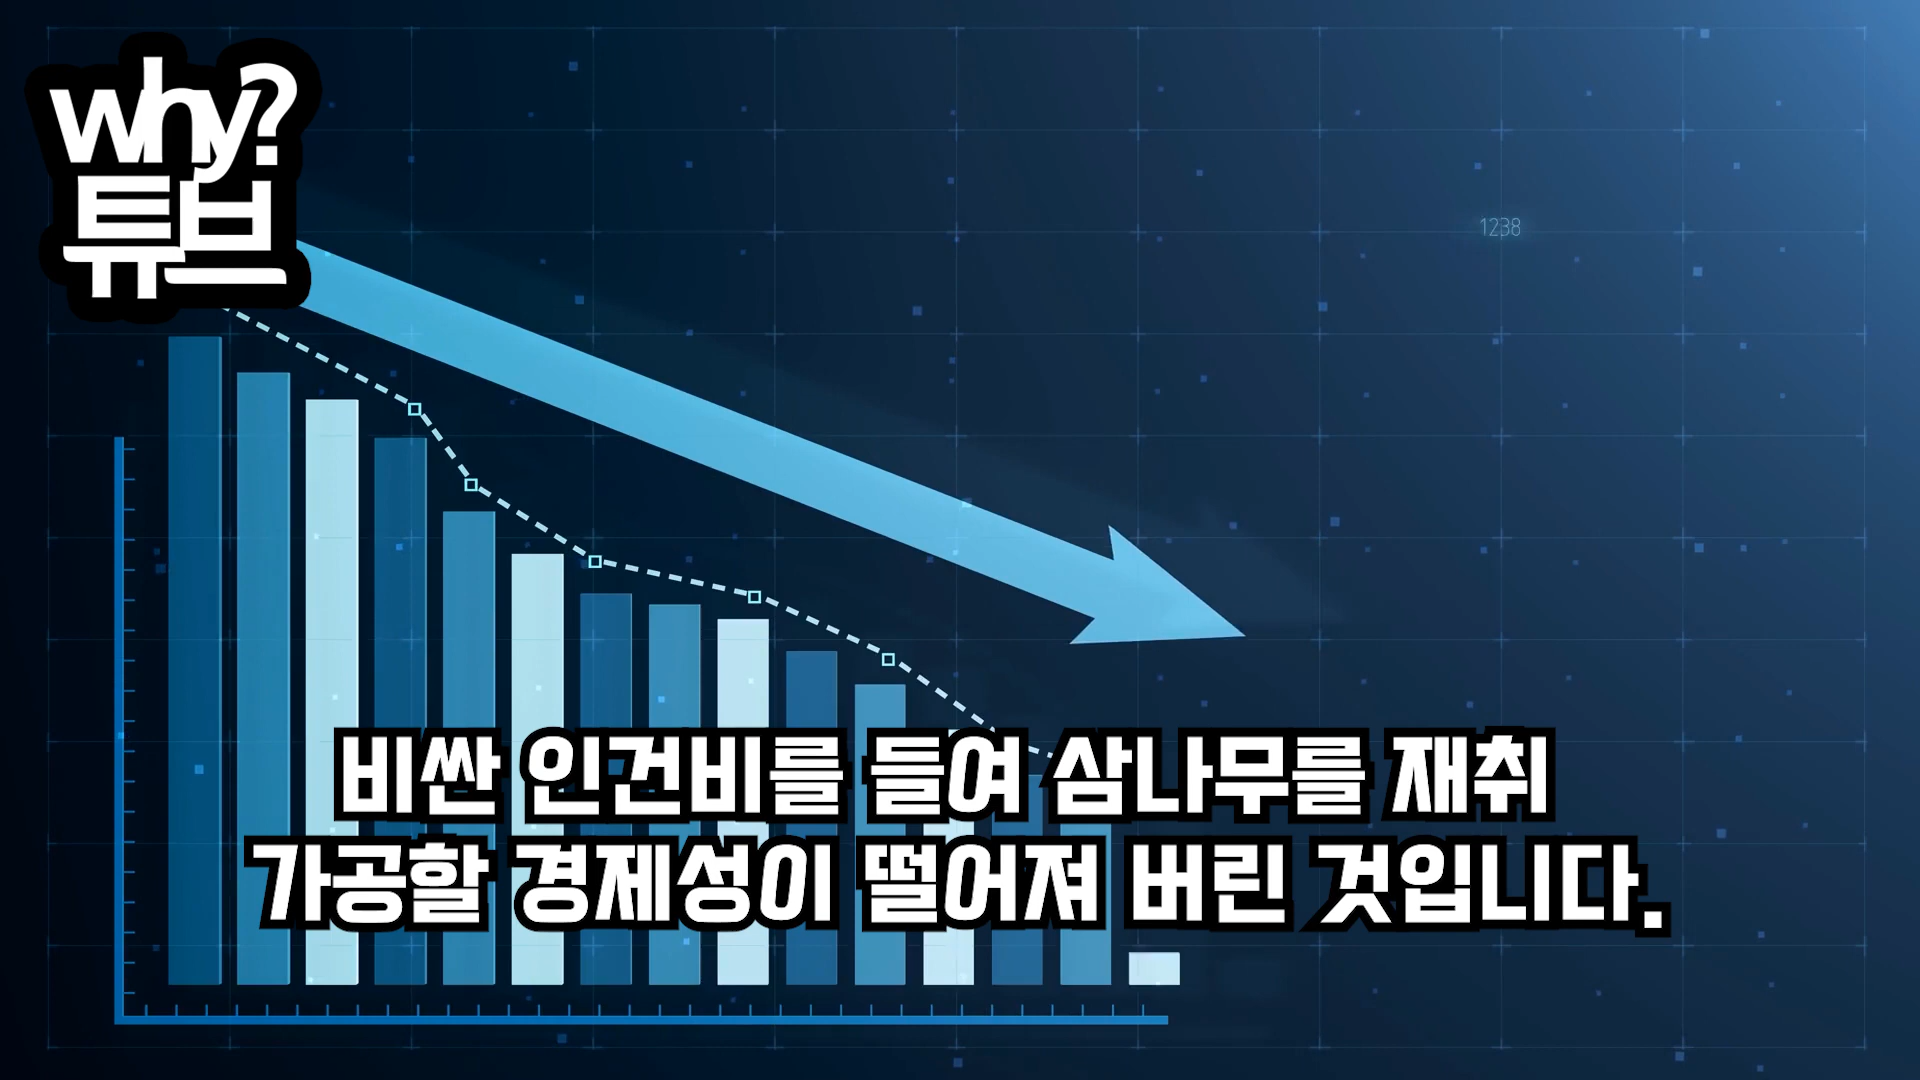 why?
튜브
1238
비싼 인건비를 들여 삼나무를 재취
가공할 경제성이 떨어져 버린 것입니다.